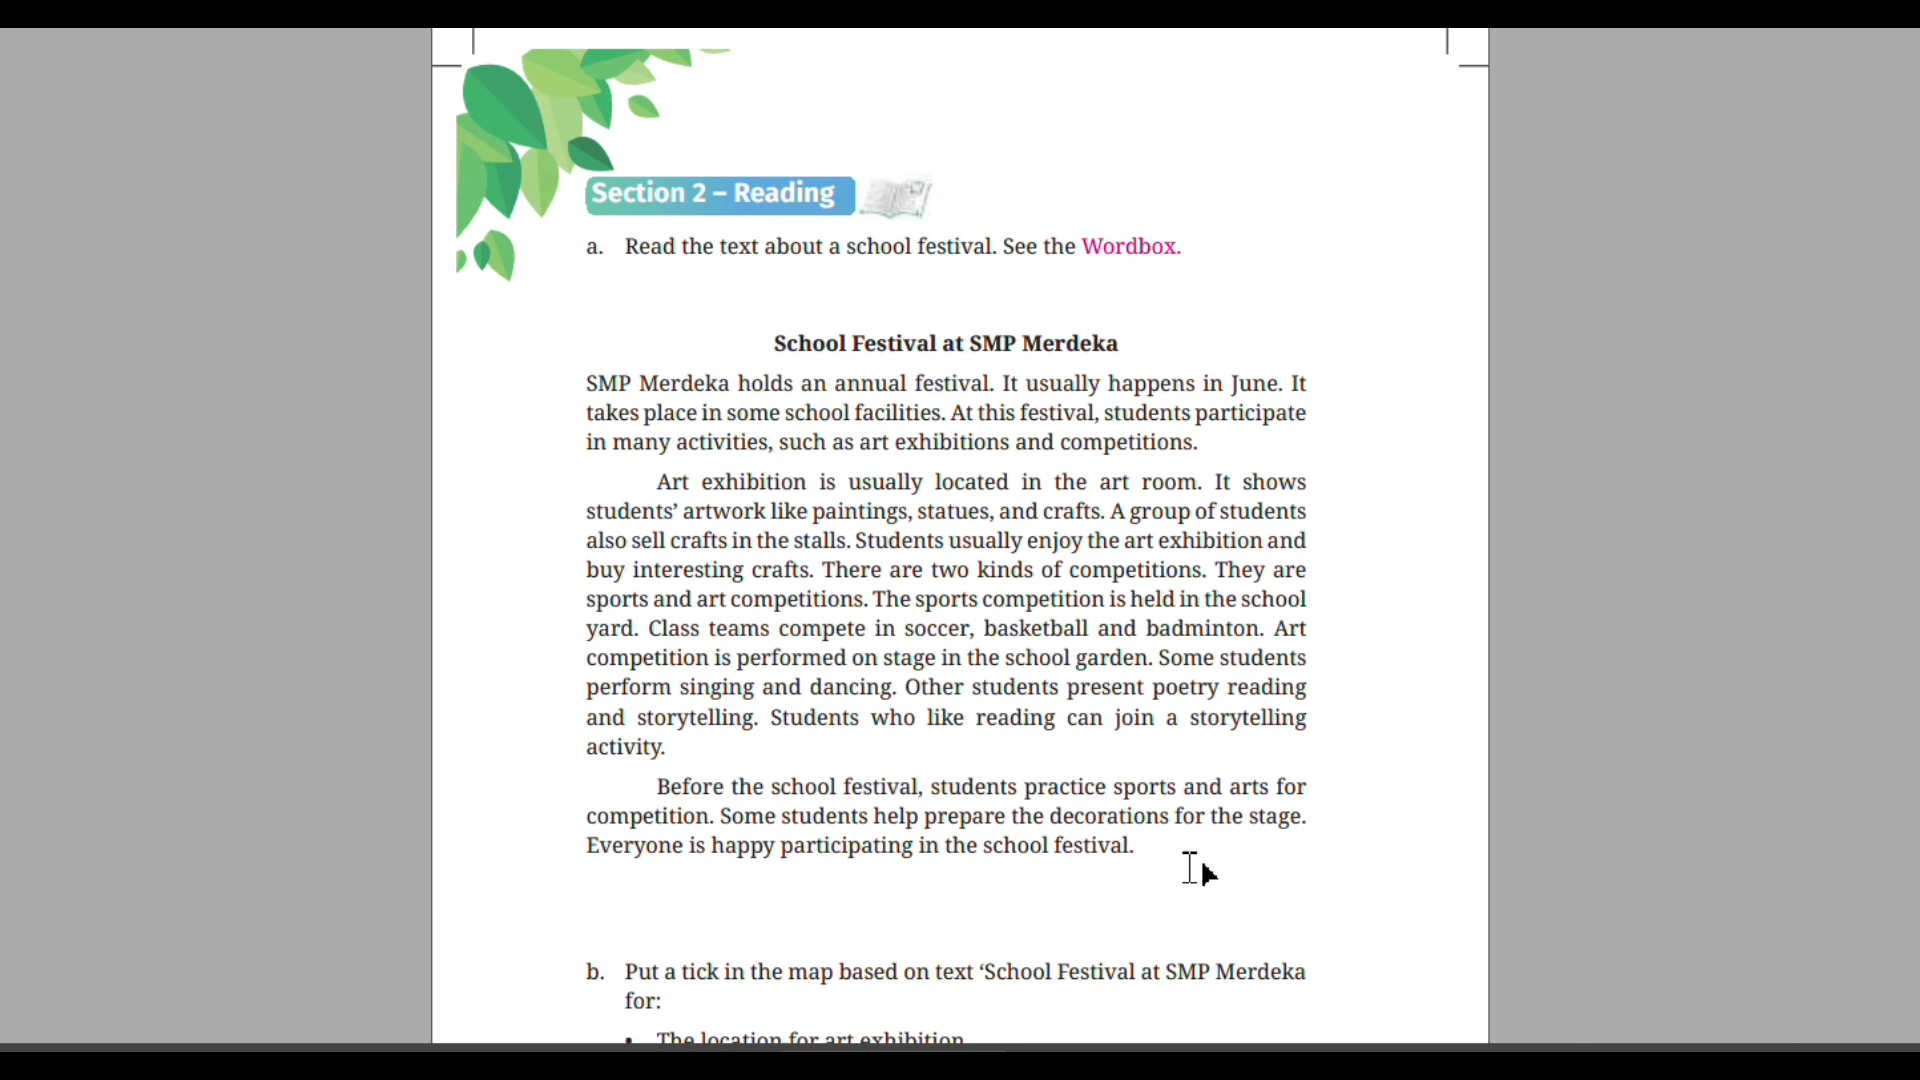 Section 2 – Reading
a. Read the text about a school festival. See the Wordbox.
School Festival at SMP Merdeka
SMP Merdeka holds an annual festival. It usually happens in June. It
takes place in some school facilities. At this festival, students participate
in many activities, such as art exhibitions and competitions.
Art exhibition is usually located in the art room. It shows
students’ artwork like paintings, statues, and crafts. A group of students
also sell crafts in the stalls. Students usually enjoy the art exhibition and
buy interesting crafts. There are two kinds of competitions. They are
sports and art competitions. The sports competition is held in the school
yard. Class teams compete in soccer, basketball and badminton. Art
competition is performed on stage in the school garden. Some students
perform singing and dancing. Other students present poetry reading
and storytelling. Students who like reading can join a storytelling
activity.
Before the school festival, students practice sports and arts for
competition. Some students help prepare the decorations for the stage.
Everyone is happy participating in the school festival.
b. Put a tick in the map based on text ‘School Festival at SMP Merdeka
for:
• The location for art exhibition